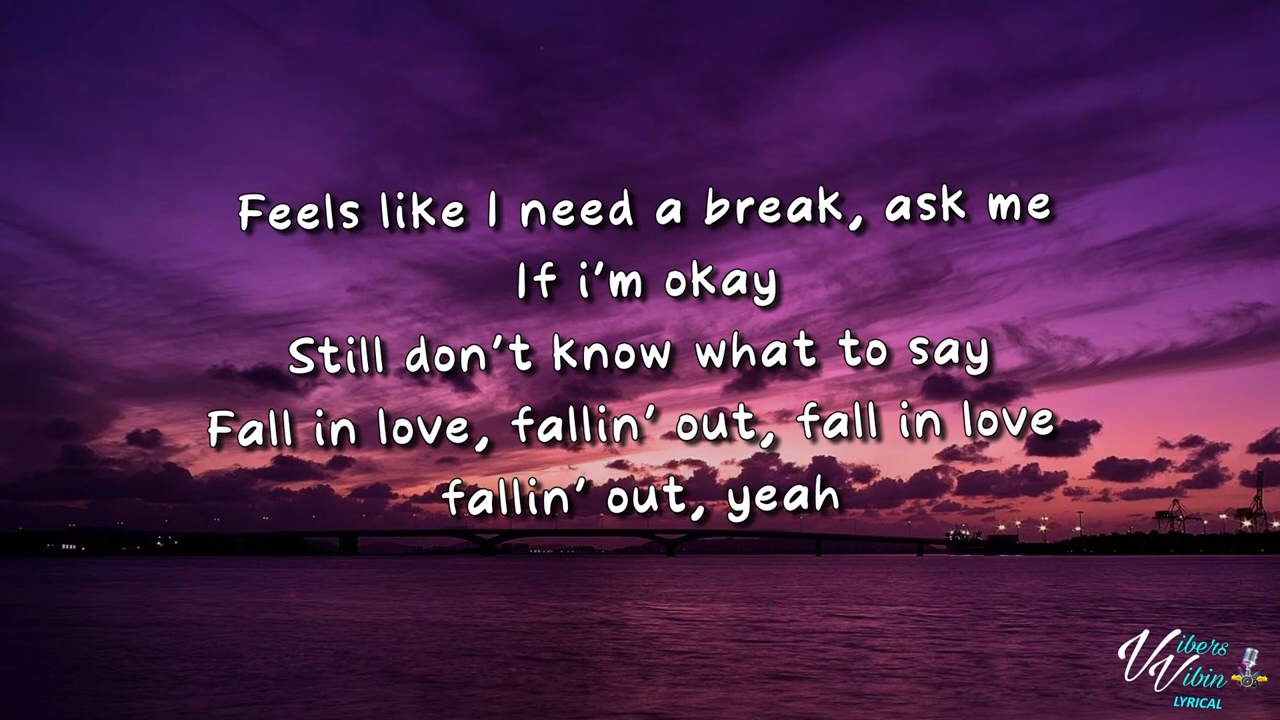 Feels like I need a break, ask me
If i'm okay
Still don't know what to say
Fall in love, fallin' out, fall in love
fallin' out, yeah
Vibers
Vibin
LYRICAL